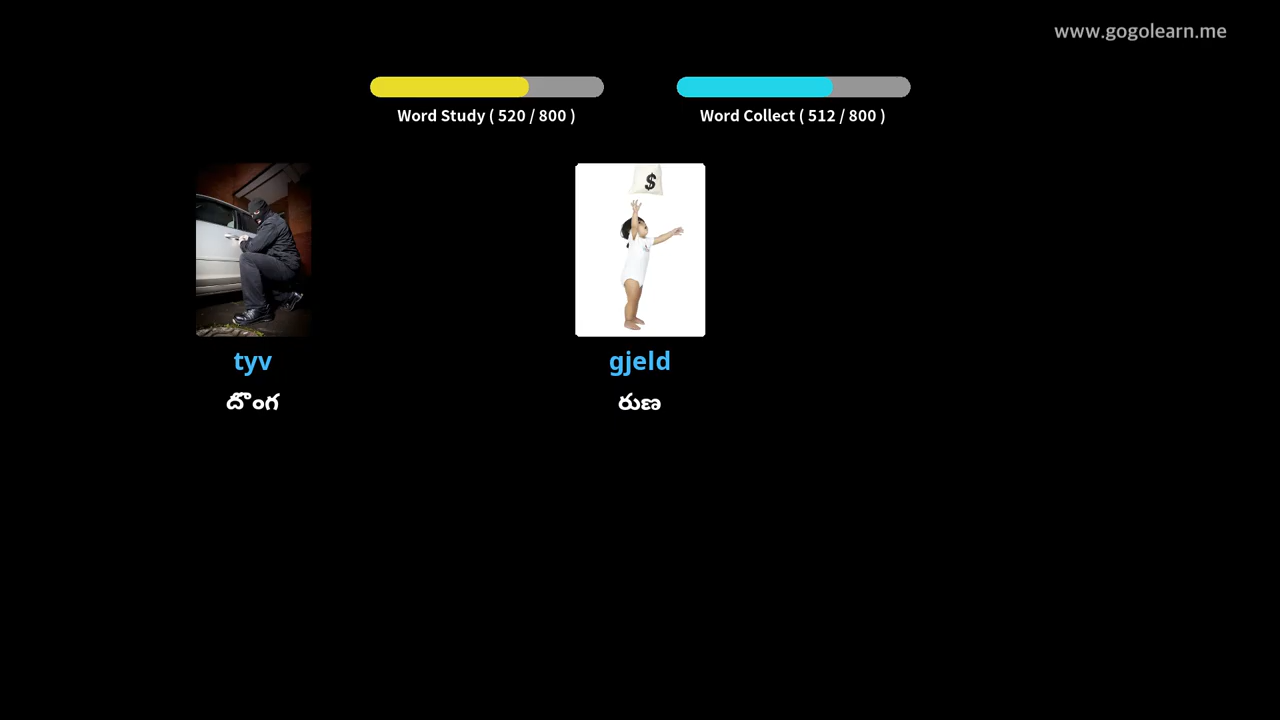 www.gogolearn.me
Word Study ( 520 / 800 )
Word Collect ( 512 / 800 )
$
tyv
gjeld
దొంగ
రుణ